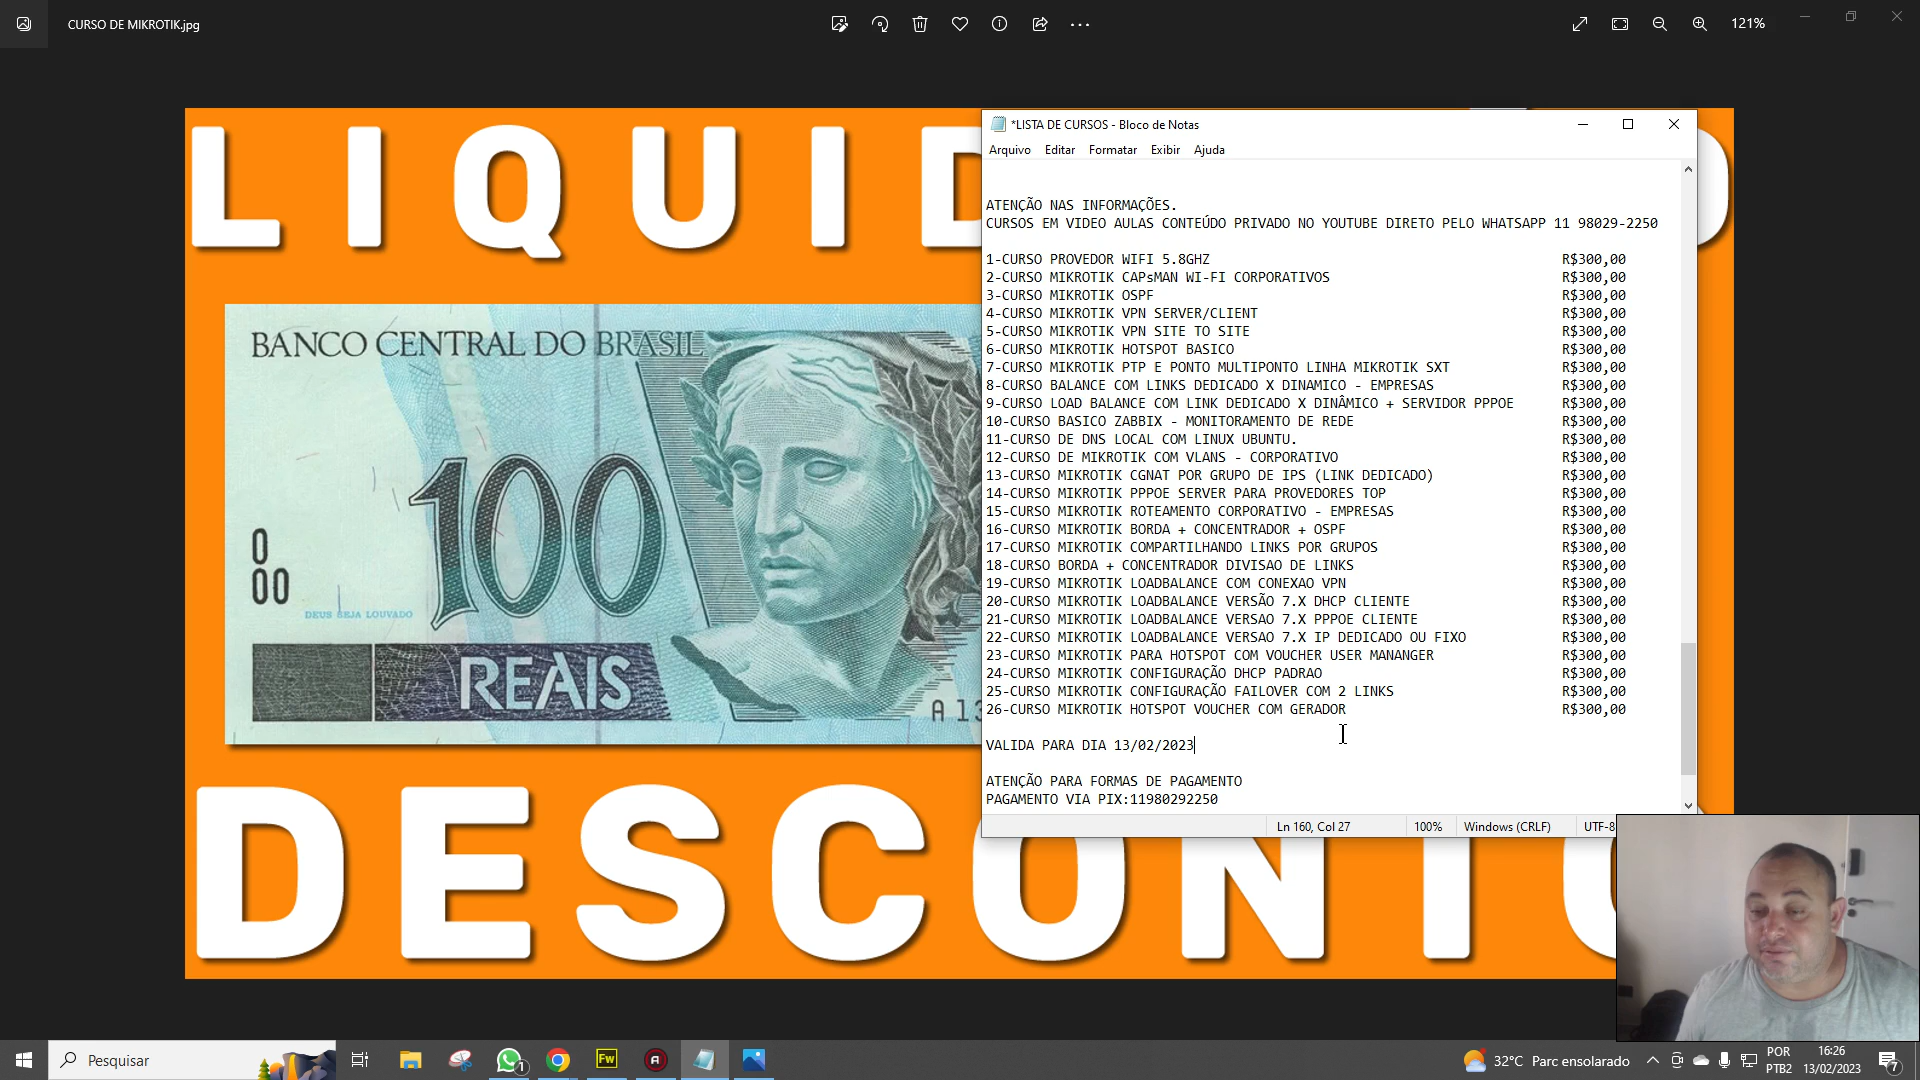 CURSO DE MIKROTIK.jpg
121%
LIQUID
BANCO CENTRAL DO BRASIL
100
0
00
DEUS SEJA LOUVADO
REAIS
A 13
DESCONTO
*LISTA DE CURSOS - Bloco de Notas
Arquivo Editar Formatar Exibir Ajuda
ATENÇÃO NAS INFORMAÇÕES.
CURSOS EM VIDEO AULAS CONTEÚDO PRIVADO NO YOUTUBE DIRETO PELO WHATSAPP 11 98029-2250
1-CURSO PROVEDOR WIFI 5.8GHZ R$300,00
2-CURSO MIKROTIK CAPsMAN WI-FI CORPORATIVOS R$300,00
3-CURSO MIKROTIK OSPF R$300,00
4-CURSO MIKROTIK VPN SERVER/CLIENT R$300,00
5-CURSO MIKROTIK VPN SITE TO SITE R$300,00
6-CURSO MIKROTIK HOTSPOT BASICO R$300,00
7-CURSO MIKROTIK PTP E PONTO MULTIPONTO LINHA MIKROTIK SXT R$300,00
8-CURSO BALANCE COM LINKS DEDICADO X DINAMICO - EMPRESAS R$300,00
9-CURSO LOAD BALANCE COM LINK DEDICADO X DINÂMICO + SERVIDOR PPPOE R$300,00
10-CURSO BASICO ZABBIX - MONITORAMENTO DE REDE R$300,00
11-CURSO DE DNS LOCAL COM LINUX UBUNTU. R$300,00
12-CURSO DE MIKROTIK COM VLANS - CORPORATIVO R$300,00
13-CURSO MIKROTIK CGNAT POR GRUPO DE IPS (LINK DEDICADO) R$300,00
14-CURSO MIKROTIK PPPOE SERVER PARA PROVEDORES TOP R$300,00
15-CURSO MIKROTIK ROTEAMENTO CORPORATIVO - EMPRESAS R$300,00
16-CURSO MIKROTIK BORDA + CONCENTRADOR + OSPF R$300,00
17-CURSO MIKROTIK COMPARTILHANDO LINKS POR GRUPOS R$300,00
18-CURSO BORDA + CONCENTRADOR DIVISAO DE LINKS R$300,00
19-CURSO MIKROTIK LOADBALANCE COM CONEXAO VPN R$300,00
20-CURSO MIKROTIK LOADBALANCE VERSÃO 7.X DHCP CLIENTE R$300,00
21-CURSO MIKROTIK LOADBALANCE VERSAO 7.X PPPOE CLIENTE R$300,00
22-CURSO MIKROTIK LOADBALANCE VERSAO 7.X IP DEDICADO OU FIXO R$300,00
23-CURSO MIKROTIK PARA HOTSPOT COM VOUCHER USER MANANGER R$300,00
24-CURSO MIKROTIK CONFIGURAÇÃO DHCP PADRAO R$300,00
25-CURSO MIKROTIK CONFIGURAÇÃO FAILOVER COM 2 LINKS R$300,00
26-CURSO MIKROTIK HOTSPOT VOUCHER COM GERADOR R$300,00
VALIDA PARA DIA 13/02/2023
ATENÇÃO PARA FORMAS DE PAGAMENTO
PAGAMENTO VIA PIX:11980292250
Ln 160, Col 27 100% Windows (CRLF) UTF-8
Pesquisar
1
Fw
32°C Parc ensolarado
POR
PTB2
16:26
13/02/2023
7